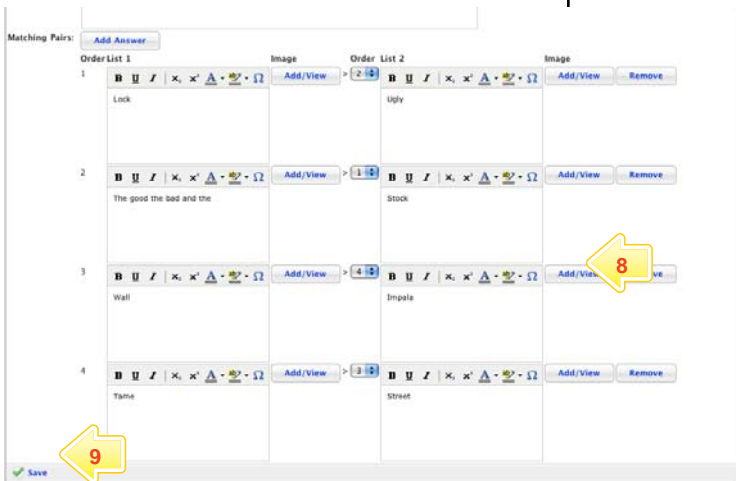 Matching Pairs: Add Answer
Order List 1 Image Order List 2 Image
1 B U I x, x' A Ω Add/View > 2 B U I x, x' A Ω Add/View Remove
Lock Ugly
2 B U I x, x' A Ω Add/View > 1 B U I x, x' A Ω Add/View Remove
The good the bad and the Stock
3 B U I x, x' A Ω Add/View > 4 B U I x, x' A Ω Add/View 8 ve
Wall Impala
4 B U I x, x' A Ω Add/View > 3 B U I x, x' A Ω Add/View Remove
Tame Street
9
Save